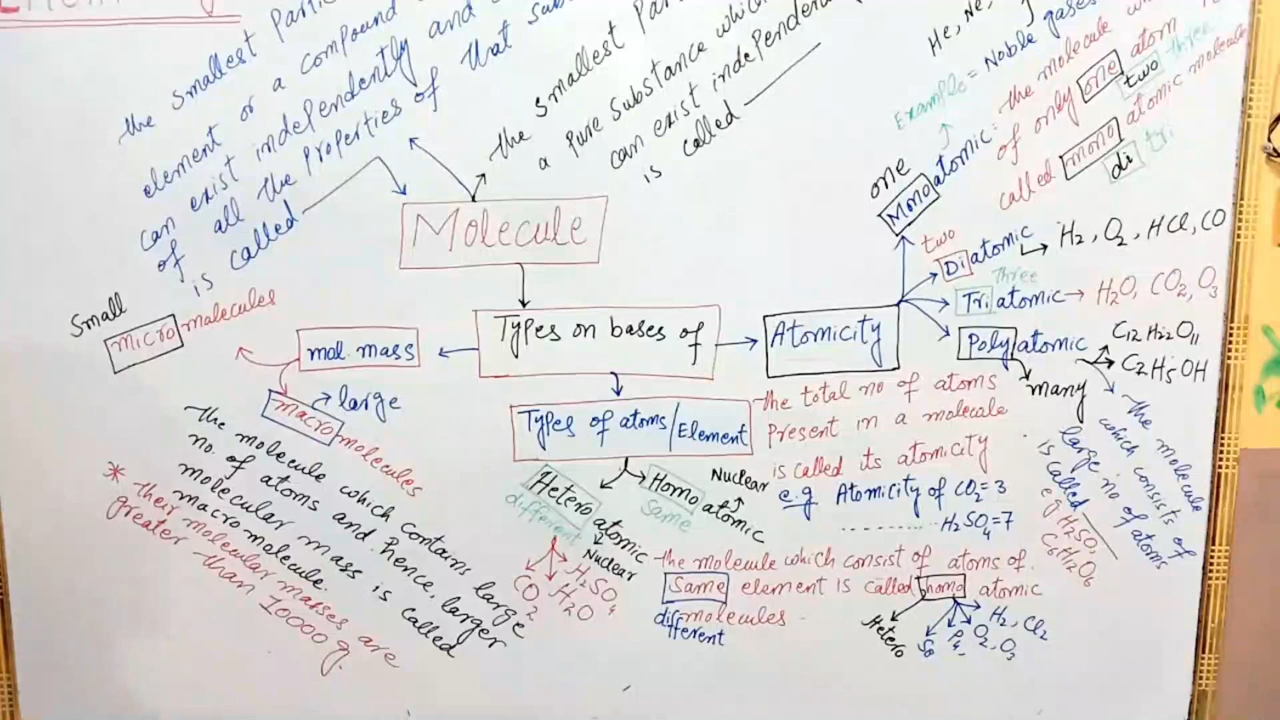 the smallest Parti
element or a compound
can exist independently and
of all the Properties of that sub
is called
the smallest Par
a Pure Substance which
can exist independen
is called
Molecule
Types on bases of
mol. mass
Small
micro molecules
macro molecules
large
the molecule which contains large
no. of atoms and hence, larger
molecular mass is called
macro molecule.
* their molecular masses are
greater than 10000 g.
Types of atoms/Element
Hetero atomic
different
Nuclear
CO2
H2O
H2SO4
Homo atomic
Same
Nuclear
Atomicity
the total no of atoms
Present in a molecule
is called its atomicity
e.g Atomicity of CO2 = 3
H2SO4 = 7
the molecule which consist of atoms of
Same element is called homo atomic
different
molecules
Hetero
S8
P4
O2, O3
H2, Cl2
one
Mono atomic:
Example = Noble gases
He, Ne,
the molecule
of only one atom
two three
called mono atomic molecule
di tri
two
Diatomic
H2, O2, HCl, CO
Three
Tri atomic → H2O, CO2, O3
Poly atomic
many
C12H22O11
C2H5OH
the molecule
which consists of
large no of atoms
is called
eg H2SO4
C6H12O6